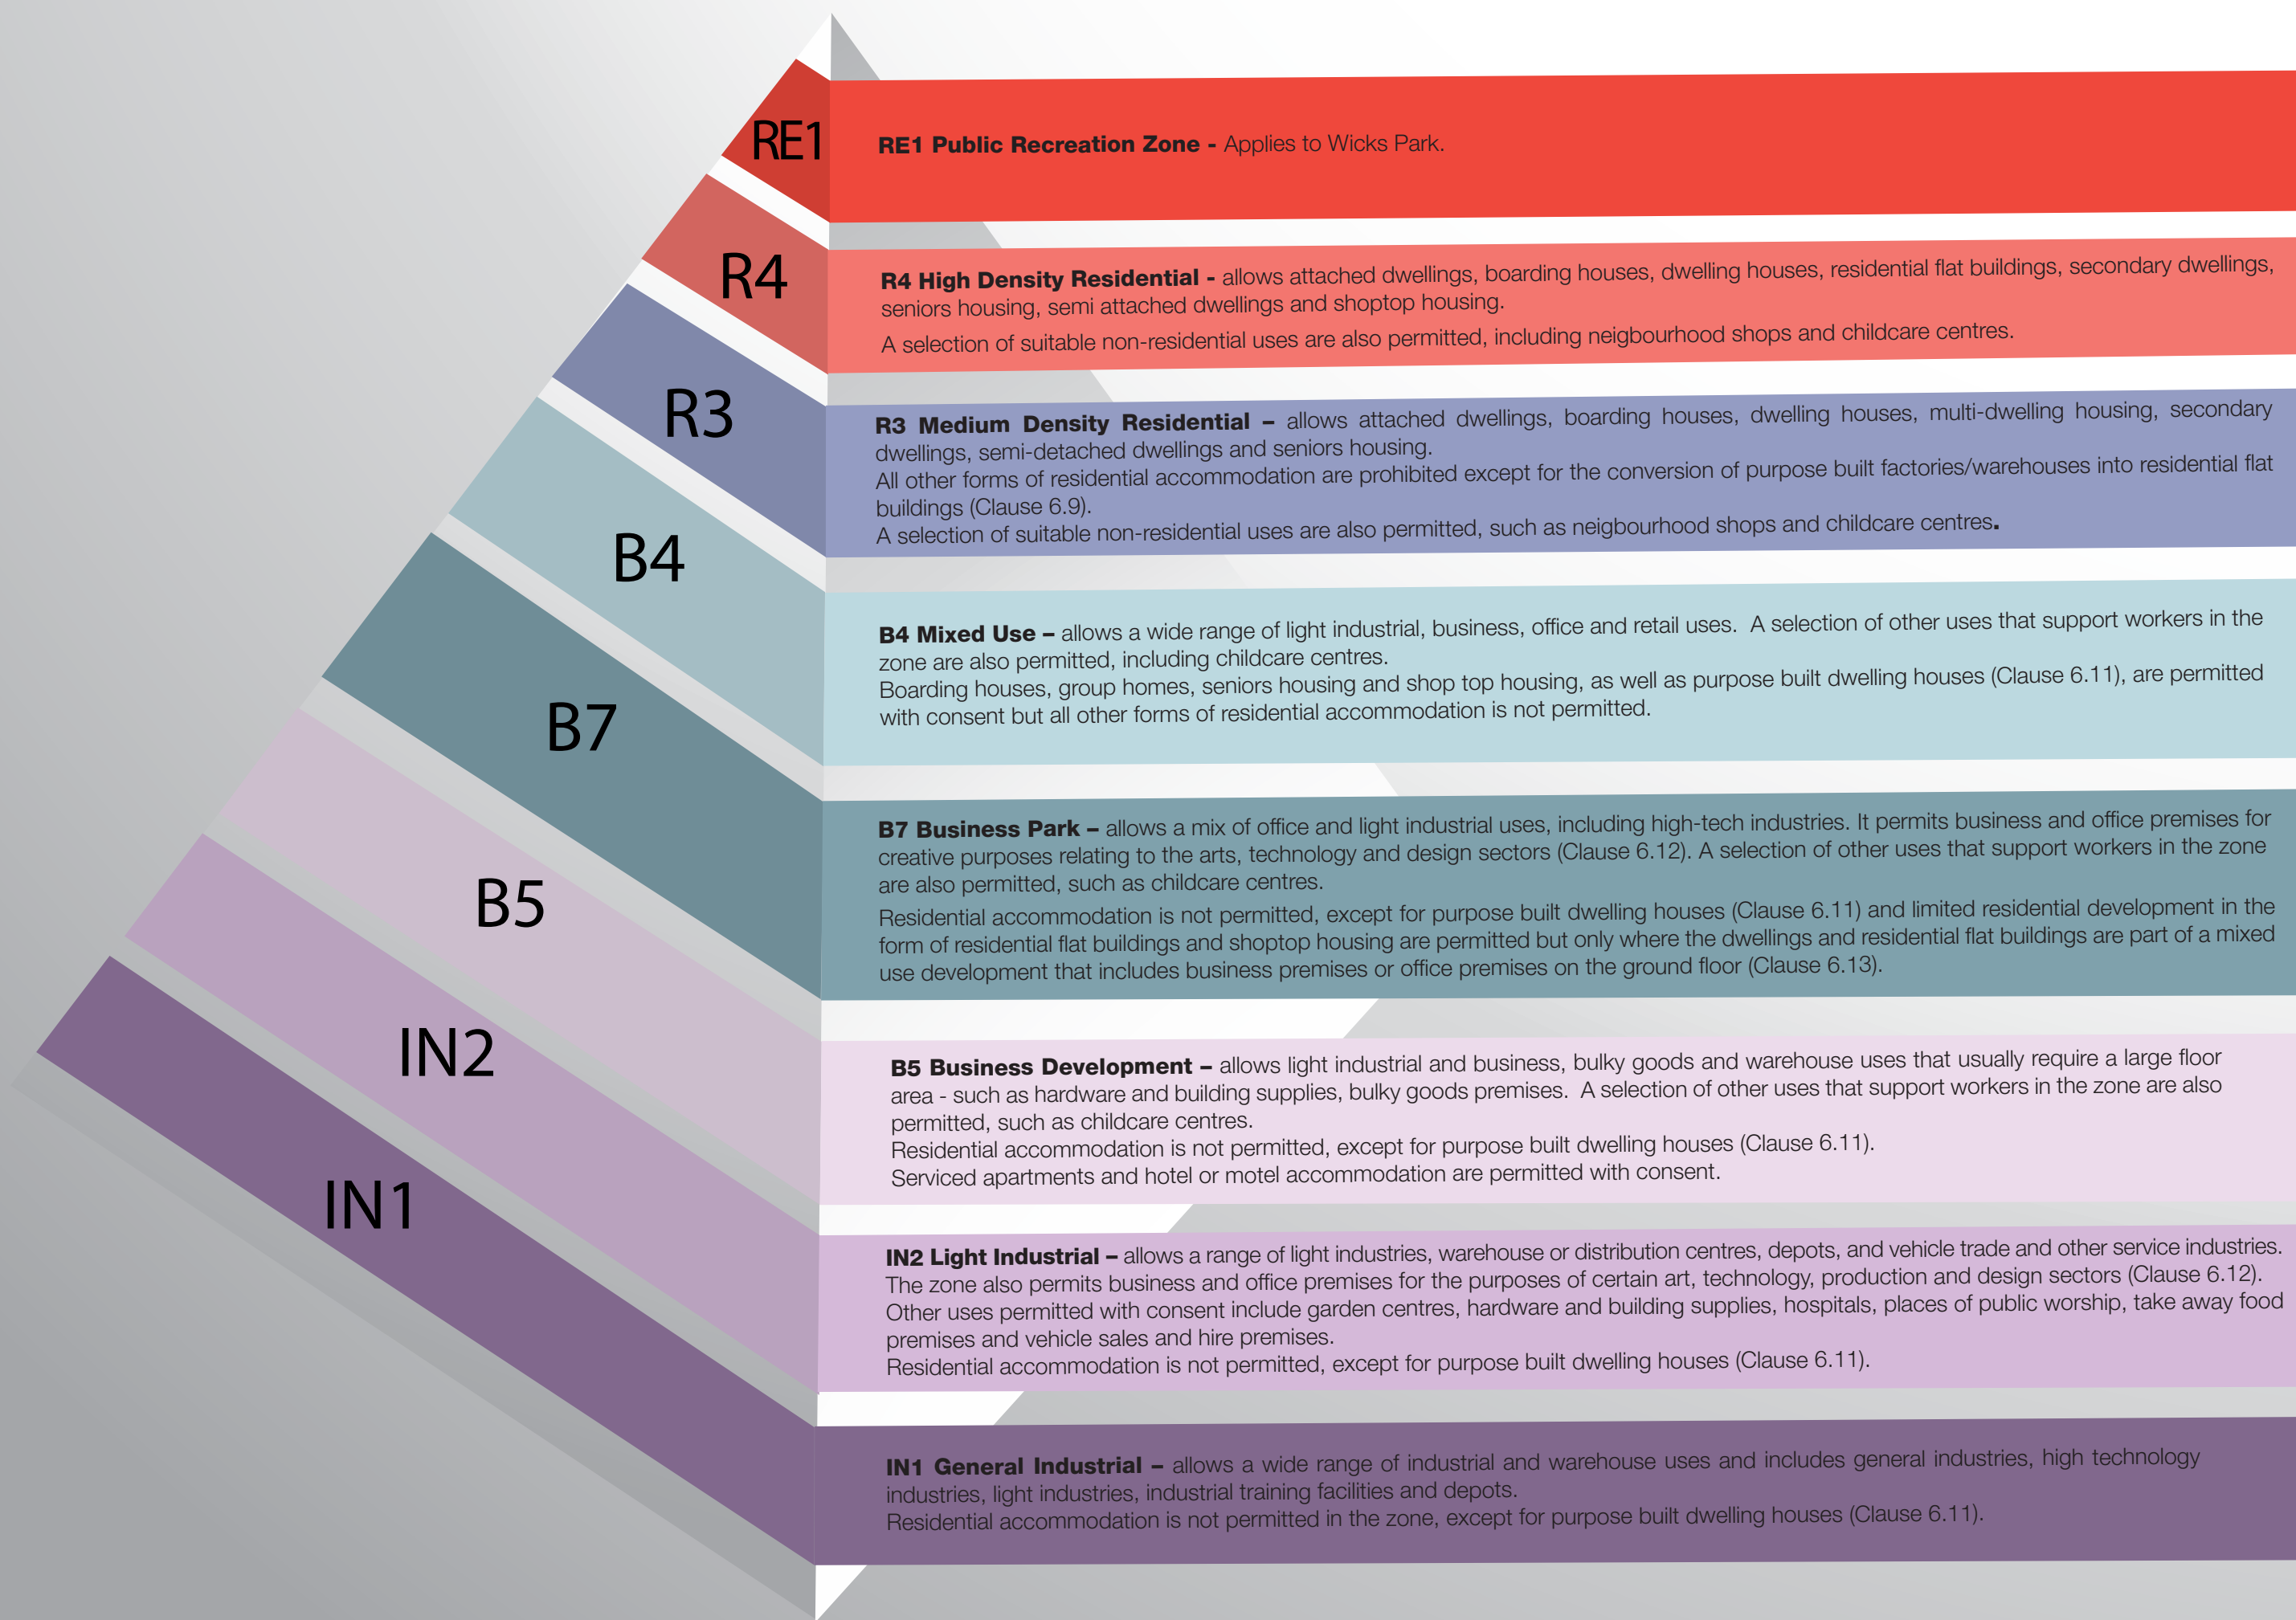 RE1
RE1 Public Recreation Zone - Applies to Wicks Park.
R4
R4 High Density Residential - allows attached dwellings, boarding houses, dwelling houses, residential flat buildings, secondary dwellings,
seniors housing, semi attached dwellings and shoptop housing.
A selection of suitable non-residential uses are also permitted, including neigbourhood shops and childcare centres.
R3
R3 Medium Density Residential – allows attached dwellings, boarding houses, dwelling houses, multi-dwelling housing, secondary
dwellings, semi-detached dwellings and seniors housing.
All other forms of residential accommodation are prohibited except for the conversion of purpose built factories/warehouses into residential flat
buildings (Clause 6.9).
A selection of suitable non-residential uses are also permitted, such as neigbourhood shops and childcare centres.
B4
B4 Mixed Use – allows a wide range of light industrial, business, office and retail uses. A selection of other uses that support workers in the
zone are also permitted, including childcare centres.
Boarding houses, group homes, seniors housing and shop top housing, as well as purpose built dwelling houses (Clause 6.11), are permitted
with consent but all other forms of residential accommodation is not permitted.
B7
B7 Business Park – allows a mix of office and light industrial uses, including high-tech industries. It permits business and office premises for
creative purposes relating to the arts, technology and design sectors (Clause 6.12). A selection of other uses that support workers in the zone
are also permitted, such as childcare centres.
Residential accommodation is not permitted, except for purpose built dwelling houses (Clause 6.11) and limited residential development in the
form of residential flat buildings and shoptop housing are permitted but only where the dwellings and residential flat buildings are part of a mixed
use development that includes business premises or office premises on the ground floor (Clause 6.13).
B5
B5 Business Development – allows light industrial and business, bulky goods and warehouse uses that usually require a large floor
area - such as hardware and building supplies, bulky goods premises. A selection of other uses that support workers in the zone are also
permitted, such as childcare centres.
Residential accommodation is not permitted, except for purpose built dwelling houses (Clause 6.11).
Serviced apartments and hotel or motel accommodation are permitted with consent.
IN2
IN2 Light Industrial – allows a range of light industries, warehouse or distribution centres, depots, and vehicle trade and other service industries.
The zone also permits business and office premises for the purposes of certain art, technology, production and design sectors (Clause 6.12).
Other uses permitted with consent include garden centres, hardware and building supplies, hospitals, places of public worship, take away food
premises and vehicle sales and hire premises.
Residential accommodation is not permitted, except for purpose built dwelling houses (Clause 6.11).
IN1
IN1 General Industrial – allows a wide range of industrial and warehouse uses and includes general industries, high technology
industries, light industries, industrial training facilities and depots.
Residential accommodation is not permitted in the zone, except for purpose built dwelling houses (Clause 6.11).